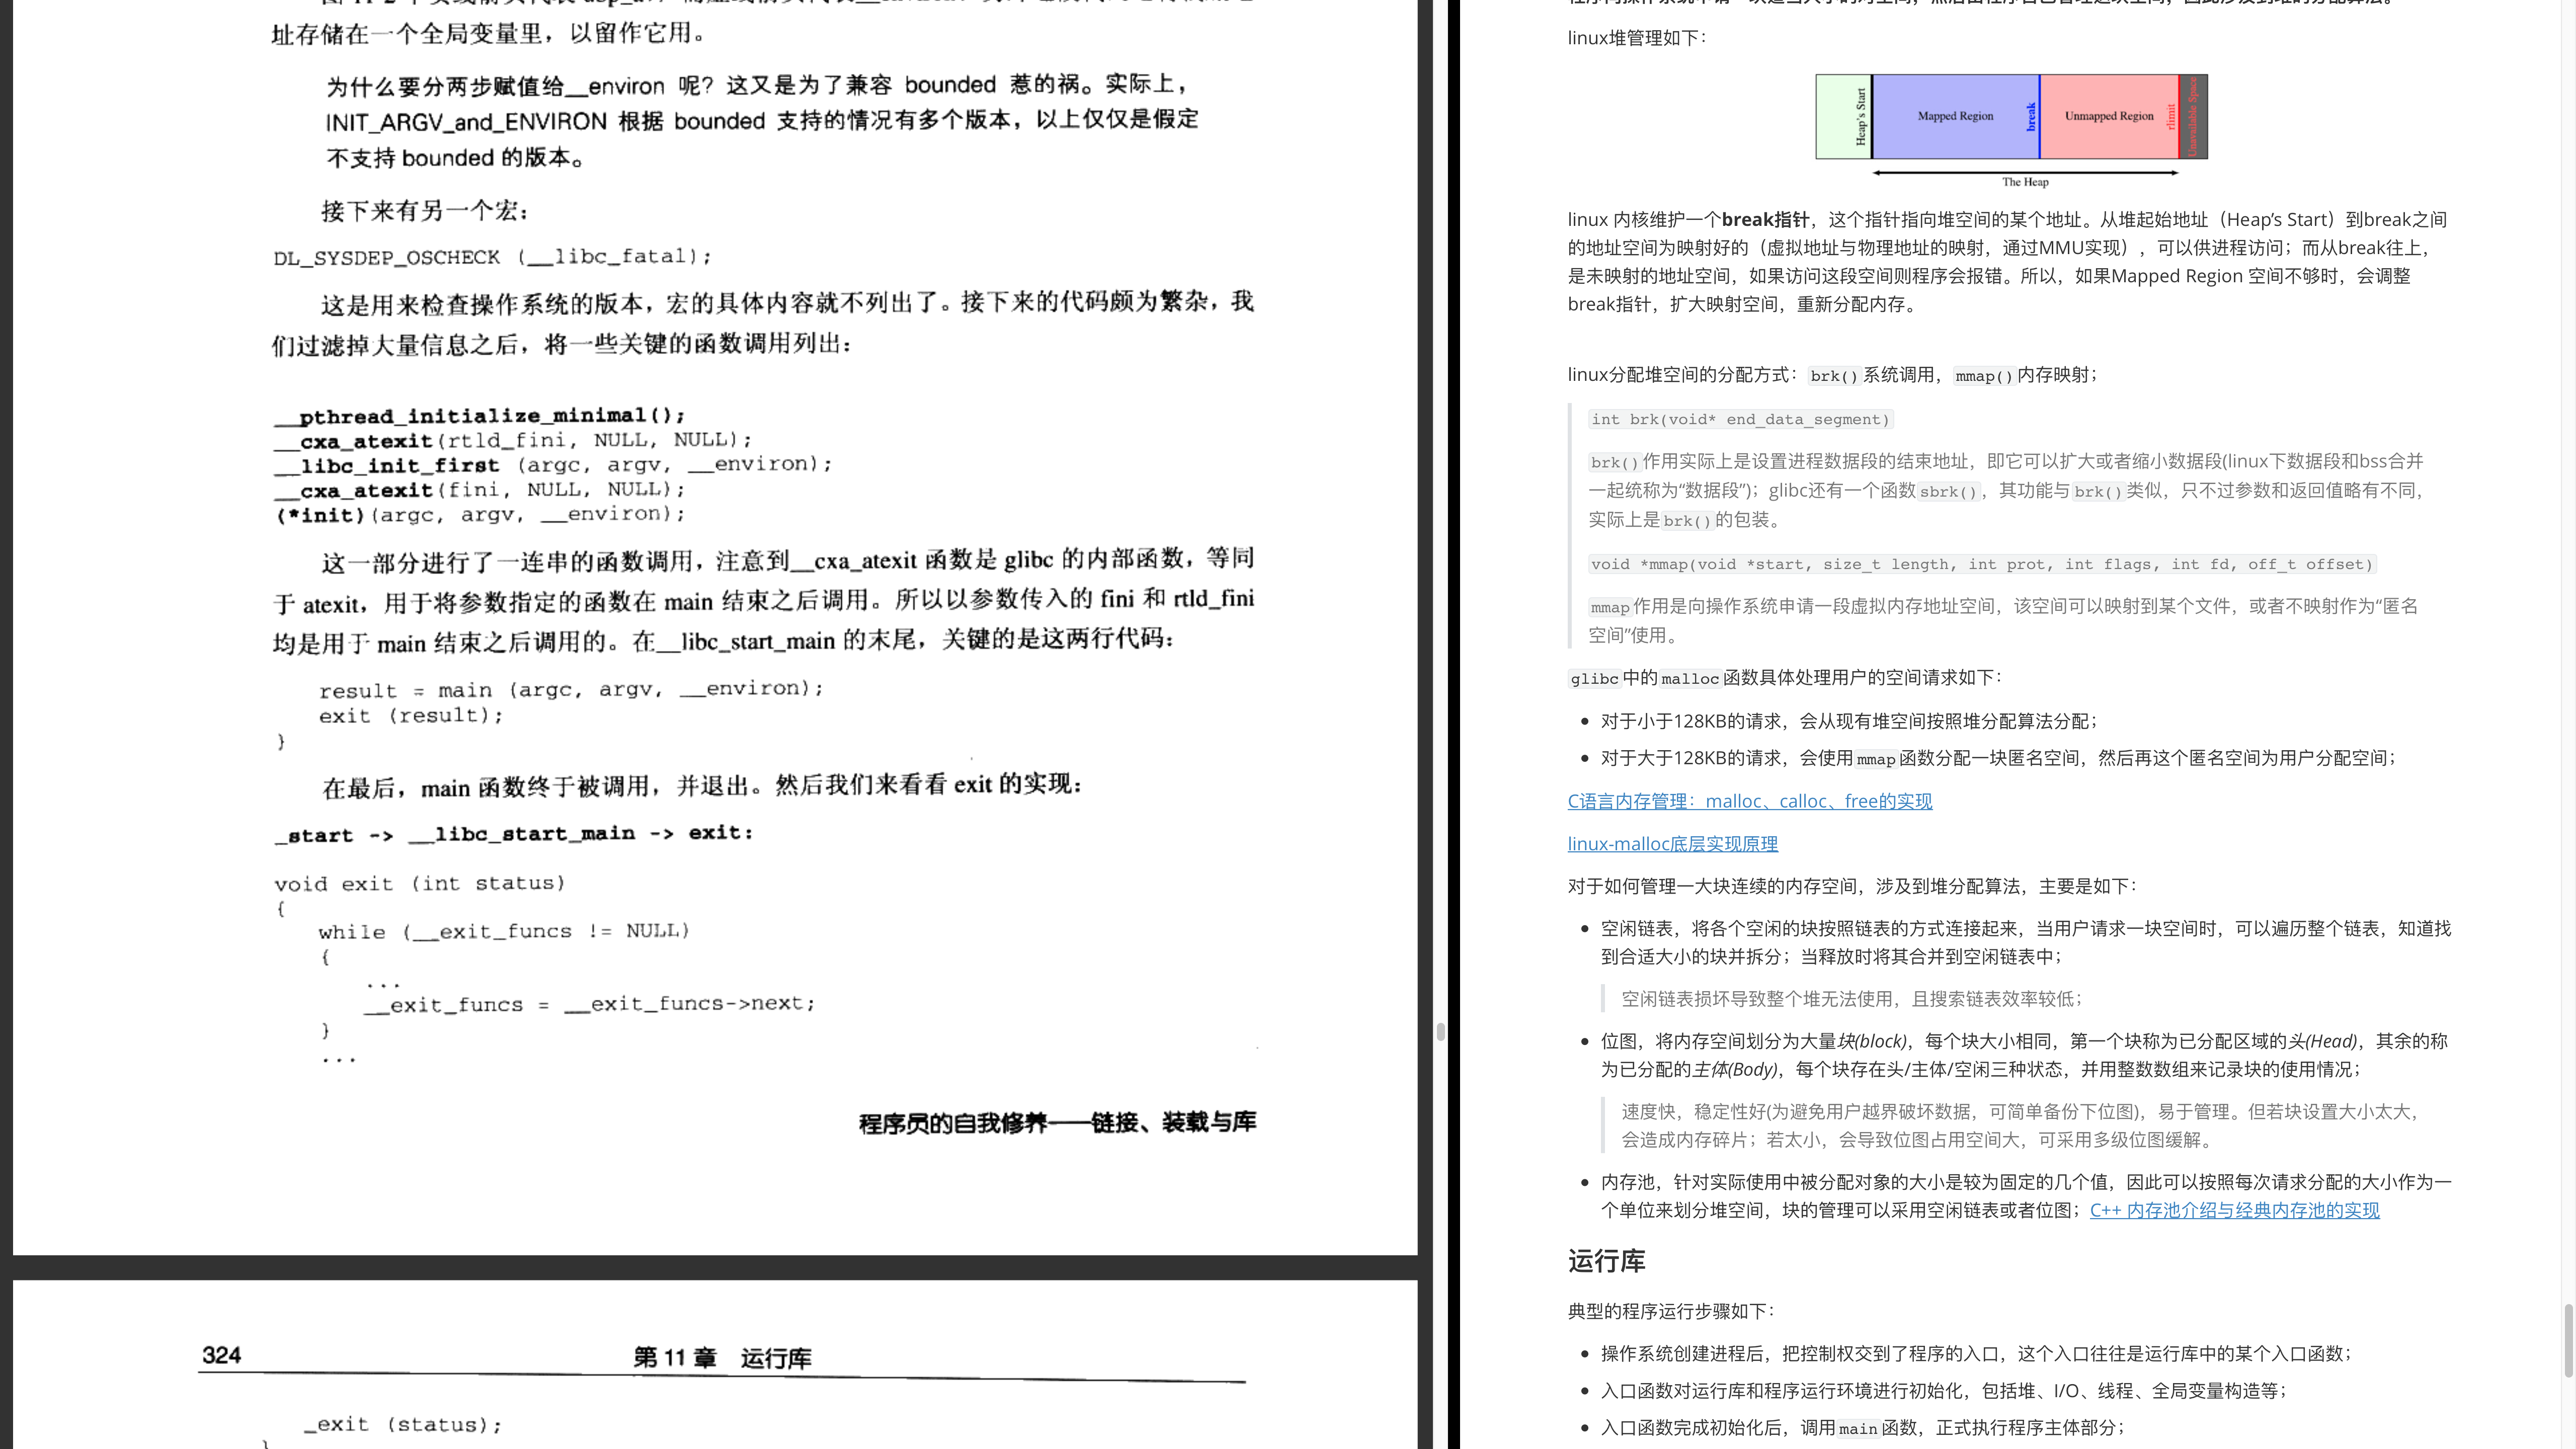 址存储在一个全局变量里，以留作它用。
为什么要分两步赋值给__environ 呢？这又是为了兼容 bounded 惹的祸。实际上，
INIT_ARGV_and_ENVIRON 根据 bounded 支持的情况有多个版本，以上仅仅是假定
不支持 bounded 的版本。
接下来有另一个宏：
DL_SYSDEP_OSCHECK (__libc_fatal);
这是用来检查操作系统的版本，宏的具体内容就不列出了。接下来的代码颇为繁杂，我
们过滤掉大量信息之后，将一些关键的函数调用列出：
__pthread_initialize_minimal();
__cxa_atexit(rtld_fini, NULL, NULL);
__libc_init_first (argc, argv, __environ);
__cxa_atexit(fini, NULL, NULL);
(*init)(argc, argv, __environ);
这一部分进行了一连串的函数调用，注意到__cxa_atexit 函数是 glibc 的内部函数，等同
于 atexit，用于将参数指定的函数在 main 结束之后调用。所以以参数传入的 fini 和 rtld_fini
均是用于 main 结束之后调用的。在__libc_start_main 的末尾，关键的是这两行代码：
result = main (argc, argv, __environ);
exit (result);
}
在最后，main 函数终于被调用，并退出。然后我们来看看 exit 的实现：
_start -> __libc_start_main -> exit:
void exit (int status)
{
while (__exit_funcs != NULL)
{
...
__exit_funcs = __exit_funcs->next;
}
...
程序员的自我修养——链接、装载与库
324 第 11 章 运行库
_exit (status);
linux堆管理如下：
Heap's Start
Mapped Region
break
Unmapped Region
rlimit
Unavailable Space
The Heap
linux 内核维护一个break指针，这个指针指向堆空间的某个地址。从堆起始地址（Heap’s Start）到break之间
的地址空间为映射好的（虚拟地址与物理地址的映射，通过MMU实现），可以供进程访问；而从break往上，
是未映射的地址空间，如果访问这段空间则程序会报错。所以，如果Mapped Region 空间不够时，会调整
break指针，扩大映射空间，重新分配内存。
linux分配堆空间的分配方式：brk()系统调用，mmap()内存映射；
int brk(void* end_data_segment)
brk()作用实际上是设置进程数据段的结束地址，即它可以扩大或者缩小数据段(linux下数据段和bss合并
一起统称为“数据段”)；glibc还有一个函数sbrk()，其功能与brk()类似，只不过参数和返回值略有不同，
实际上是brk()的包装。
void *mmap(void *start, size_t length, int prot, int flags, int fd, off_t offset)
mmap作用是向操作系统申请一段虚拟内存地址空间，该空间可以映射到某个文件，或者不映射作为“匿名
空间”使用。
glibc中的malloc函数具体处理用户的空间请求如下：
• 对于小于128KB的请求，会从现有堆空间按照堆分配算法分配；
• 对于大于128KB的请求，会使用mmap函数分配一块匿名空间，然后再这个匿名空间为用户分配空间；
C语言内存管理：malloc、calloc、free的实现
linux-malloc底层实现原理
对于如何管理一大块连续的内存空间，涉及到堆分配算法，主要是如下：
• 空闲链表，将各个空闲的块按照链表的方式连接起来，当用户请求一块空间时，可以遍历整个链表，知道找
到合适大小的块并拆分；当释放时将其合并到空闲链表中；
空闲链表损坏导致整个堆无法使用，且搜索链表效率较低；
• 位图，将内存空间划分为大量块(block)，每个块大小相同，第一个块称为已分配区域的头(Head)，其余的称
为已分配的主体(Body)，每个块存在头/主体/空闲三种状态，并用整数数组来记录块的使用情况；
速度快，稳定性好(为避免用户越界破坏数据，可简单备份下位图)，易于管理。但若块设置大小太大，
会造成内存碎片；若太小，会导致位图占用空间大，可采用多级位图缓解。
• 内存池，针对实际使用中被分配对象的大小是较为固定的几个值，因此可以按照每次请求分配的大小作为一
个单位来划分堆空间，块的管理可以采用空闲链表或者位图；C++ 内存池介绍与经典内存池的实现
运行库
典型的程序运行步骤如下：
• 操作系统创建进程后，把控制权交到了程序的入口，这个入口往往是运行库中的某个入口函数；
• 入口函数对运行库和程序运行环境进行初始化，包括堆、I/O、线程、全局变量构造等；
• 入口函数完成初始化后，调用main函数，正式执行程序主体部分；